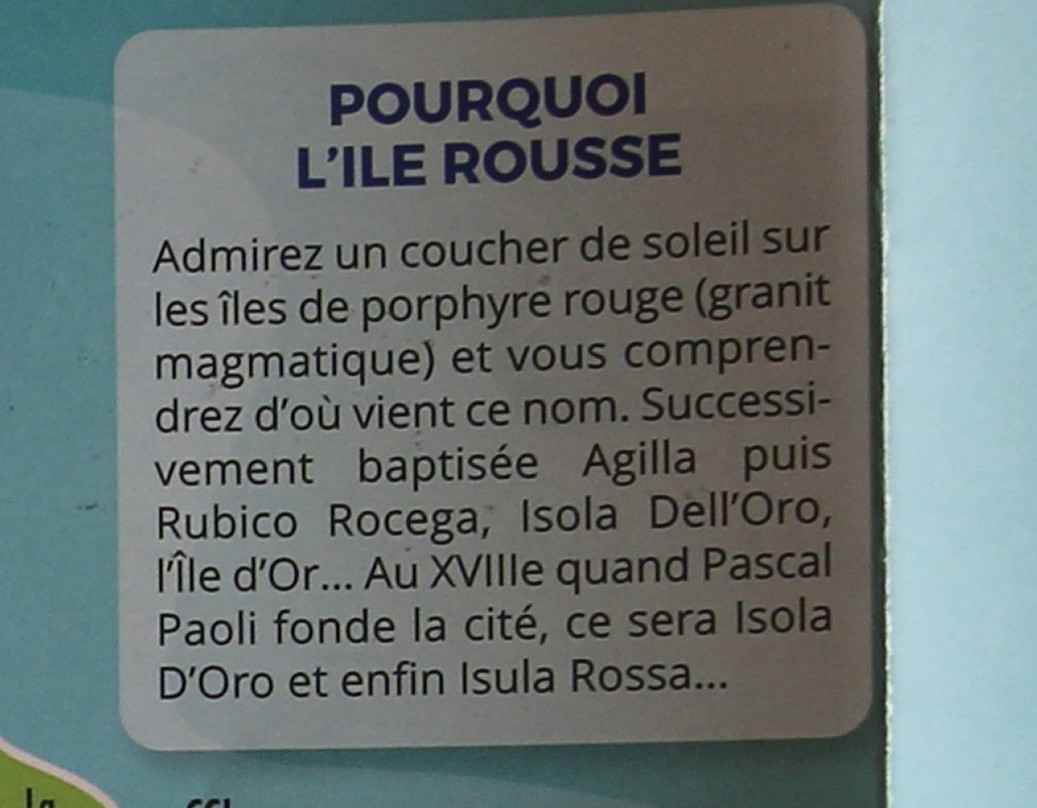 POURQUOI
L'ILE ROUSSE
Admirez un coucher de soleil sur
les îles de porphyre rouge (granit
magmatique) et vous compren-
drez d'où vient ce nom. Successi-
vement baptisée Agilla puis
Rubico Rocega, Isola Dell'Oro,
l'Île d'Or... Au XVIIIe quand Pascal
Paoli fonde la cité, ce sera Isola
D'Oro et enfin Isula Rossa...
la